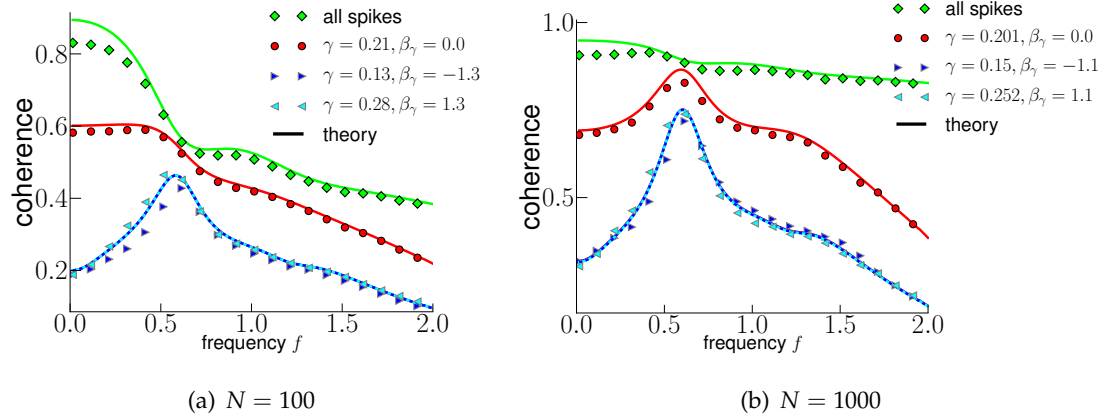 coherence
0.8
0.6
0.4
0.2
0.0
0.5
1.0
1.5
2.0
frequency f
all spikes
γ = 0.21, β_γ = 0.0
γ = 0.13, β_γ = −1.3
γ = 0.28, β_γ = 1.3
theory
(a) N = 100
coherence
1.0
0.5
0.0
0.5
1.0
1.5
2.0
frequency f
all spikes
γ = 0.201, β_γ = 0.0
γ = 0.15, β_γ = −1.1
γ = 0.252, β_γ = 1.1
theory
(b) N = 1000